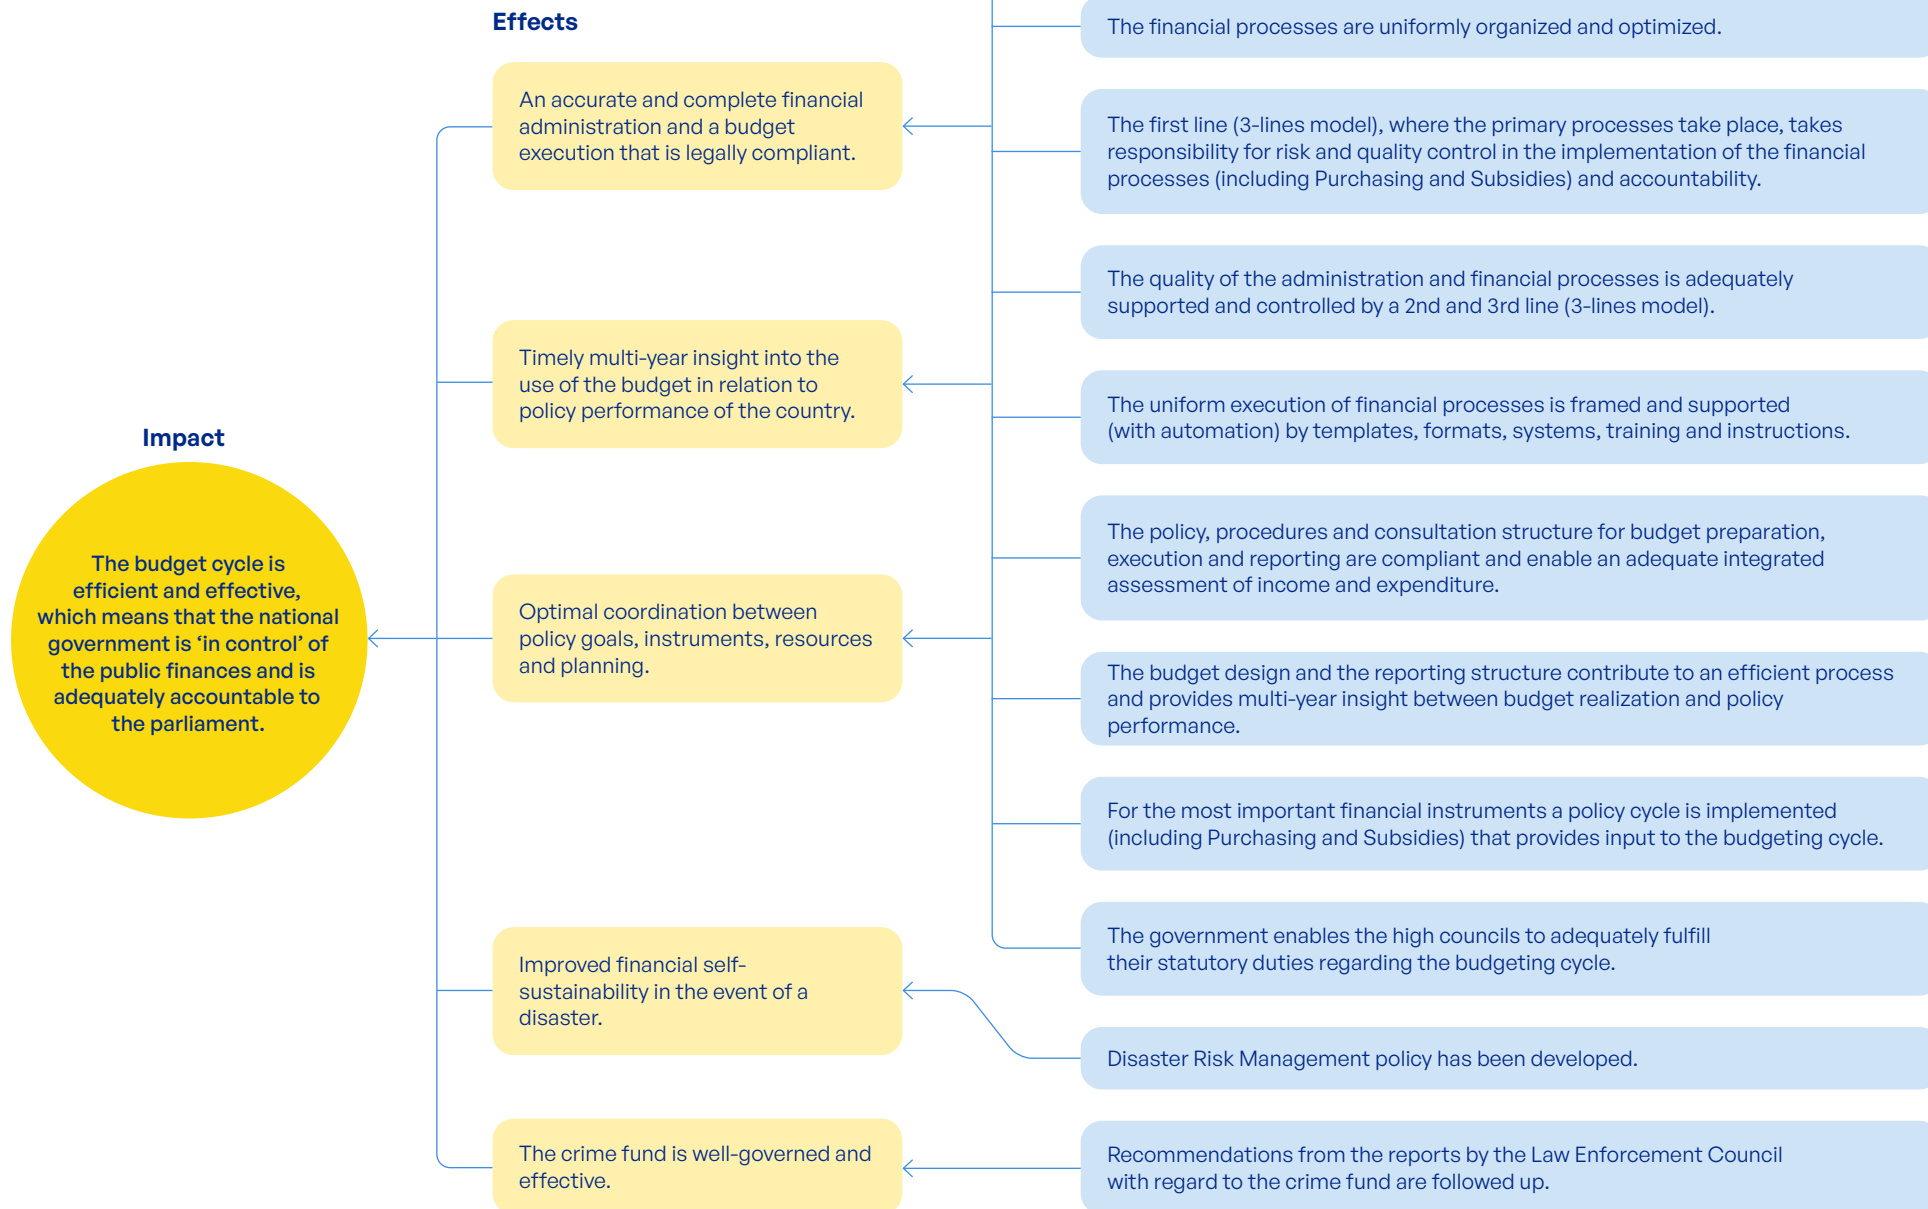 Impact
The budget cycle is
efficient and effective,
which means that the national
government is ‘in control’ of
the public finances and is
adequately accountable to
the parliament.
Effects
An accurate and complete financial
administration and a budget
execution that is legally compliant.
Timely multi-year insight into the
use of the budget in relation to
policy performance of the country.
Optimal coordination between
policy goals, instruments, resources
and planning.
Improved financial self-
sustainability in the event of a
disaster.
The crime fund is well-governed and
effective.
The financial processes are uniformly organized and optimized.
The first line (3-lines model), where the primary processes take place, takes
responsibility for risk and quality control in the implementation of the financial
processes (including Purchasing and Subsidies) and accountability.
The quality of the administration and financial processes is adequately
supported and controlled by a 2nd and 3rd line (3-lines model).
The uniform execution of financial processes is framed and supported
(with automation) by templates, formats, systems, training and instructions.
The policy, procedures and consultation structure for budget preparation,
execution and reporting are compliant and enable an adequate integrated
assessment of income and expenditure.
The budget design and the reporting structure contribute to an efficient process
and provides multi-year insight between budget realization and policy
performance.
For the most important financial instruments a policy cycle is implemented
(including Purchasing and Subsidies) that provides input to the budgeting cycle.
The government enables the high councils to adequately fulfill
their statutory duties regarding the budgeting cycle.
Disaster Risk Management policy has been developed.
Recommendations from the reports by the Law Enforcement Council
with regard to the crime fund are followed up.